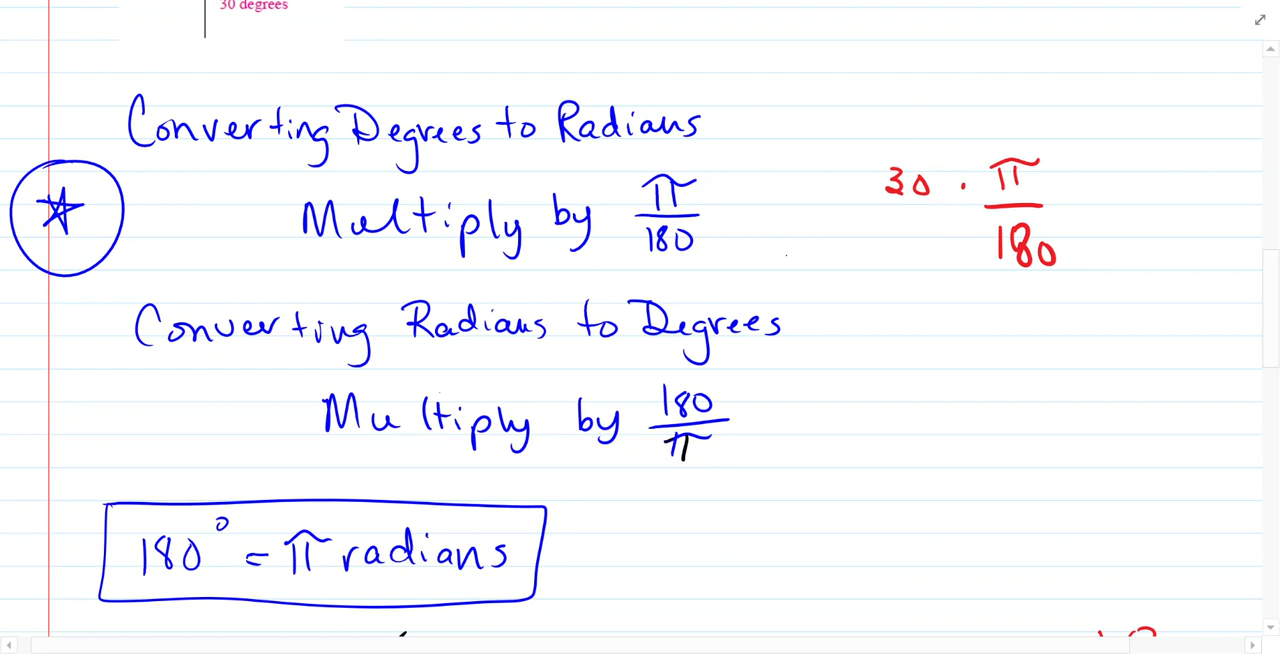 30 degrees
Converting Degrees to Radians
Multiply by π/180
30 · π/180
Converting Radians to Degrees
Multiply by 180/π
180° = π radians